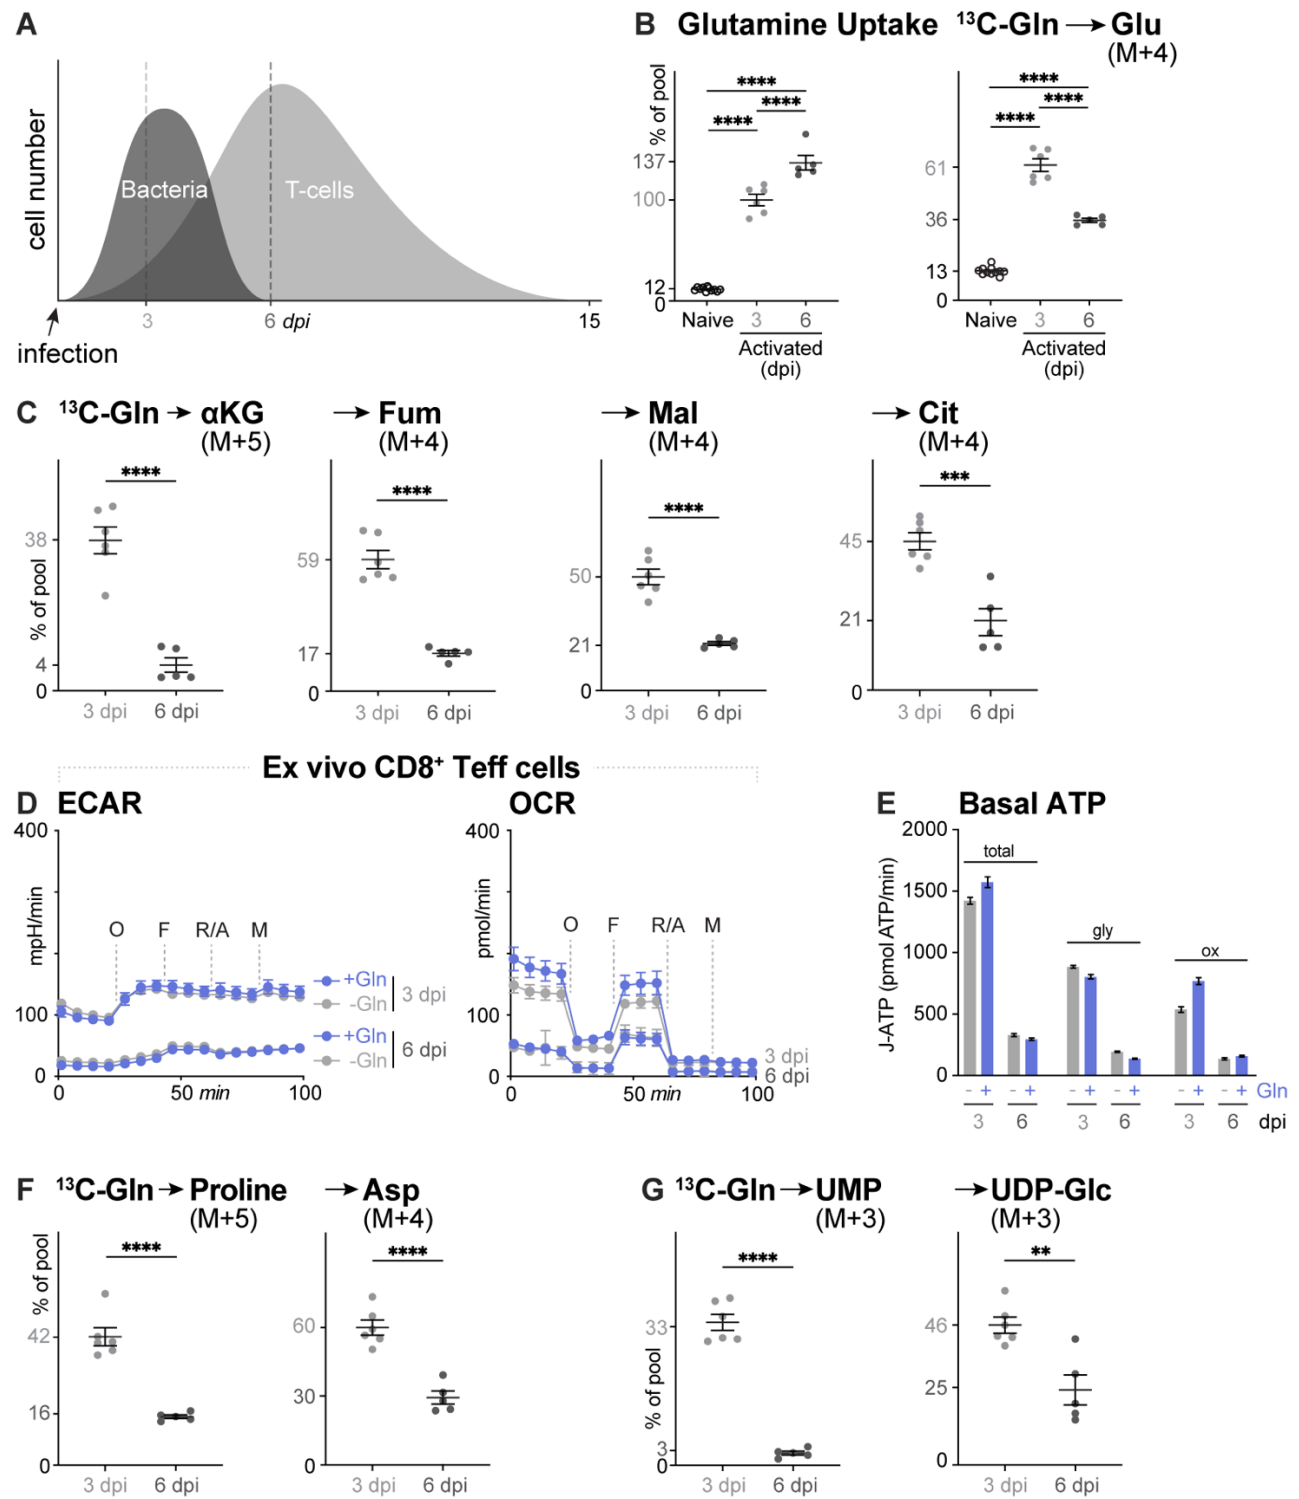 A
cell number
Bacteria
T-cells
3
6 dpi
15
infection
B Glutamine Uptake
¹³C-Gln → Glu
(M+4)
% of pool
****
****
****
137
100
12
0
Naive
3
6
Activated
(dpi)
****
****
****
61
36
13
0
Naive
3
6
Activated
(dpi)
C ¹³C-Gln → αKG
(M+5)
→ Fum
(M+4)
→ Mal
(M+4)
→ Cit
(M+4)
% of pool
****
38
4
0
3 dpi
6 dpi
****
59
17
0
3 dpi
6 dpi
****
50
21
0
3 dpi
6 dpi
***
45
21
0
3 dpi
6 dpi
Ex vivo CD8⁺ Teff cells
D ECAR
400
mpH/min
100
0
O
F
R/A
M
+Gln
-Gln
3 dpi
+Gln
-Gln
6 dpi
0
50 min
100
OCR
400
pmol/min
100
0
O
F
R/A
M
3 dpi
6 dpi
0
50 min
100
E Basal ATP
J-ATP (pmol ATP/min)
2000
1500
1000
500
0
total
gly
ox
- + - + - + - + - + - + Gln
3 6 3 6 3 6 dpi
F ¹³C-Gln → Proline
(M+5)
→ Asp
(M+4)
% of pool
****
42
16
0
3 dpi
6 dpi
****
60
30
0
3 dpi
6 dpi
G ¹³C-Gln → UMP
(M+3)
→ UDP-Glc
(M+3)
% of pool
****
33
3
0
3 dpi
6 dpi
**
46
25
0
3 dpi
6 dpi